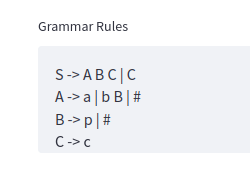 Grammar Rules
S -> A B C | C
A -> a | b B | #
B -> p | #
C -> c